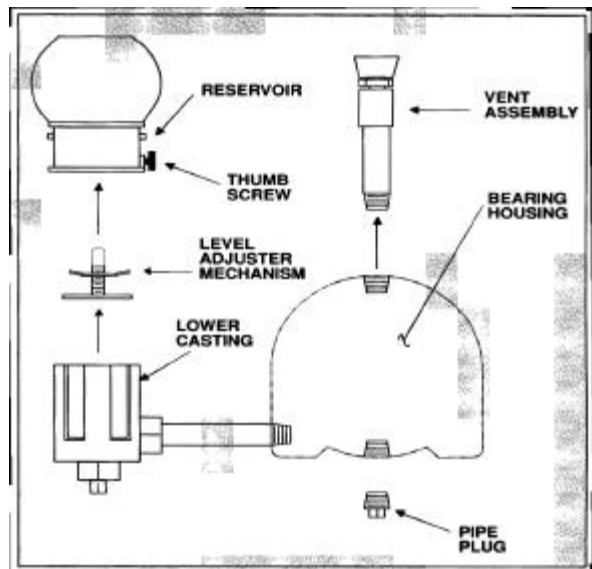 RESERVOIR
THUMB
SCREW
LEVEL
ADJUSTER
MECHANISM
LOWER
CASTING
VENT
ASSEMBLY
BEARING
HOUSING
PIPE
PLUG